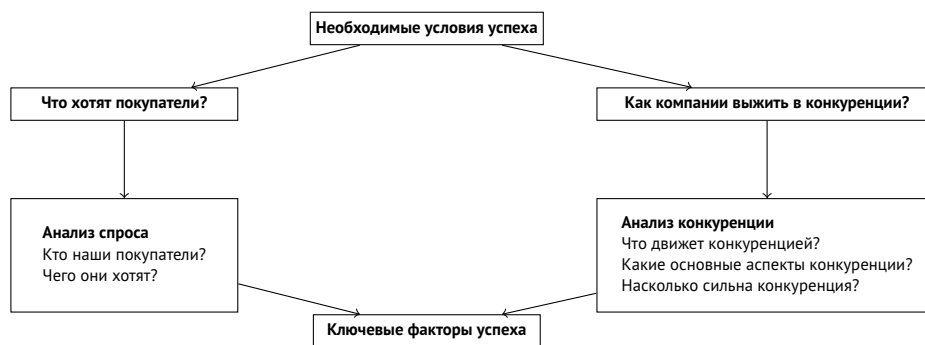 Необходимые условия успеха
Что хотят покупатели?
Как компании выжить в конкуренции?
Анализ спроса
Кто наши покупатели?
Чего они хотят?
Анализ конкуренции
Что движет конкуренцией?
Какие основные аспекты конкуренции?
Насколько сильна конкуренция?
Ключевые факторы успеха